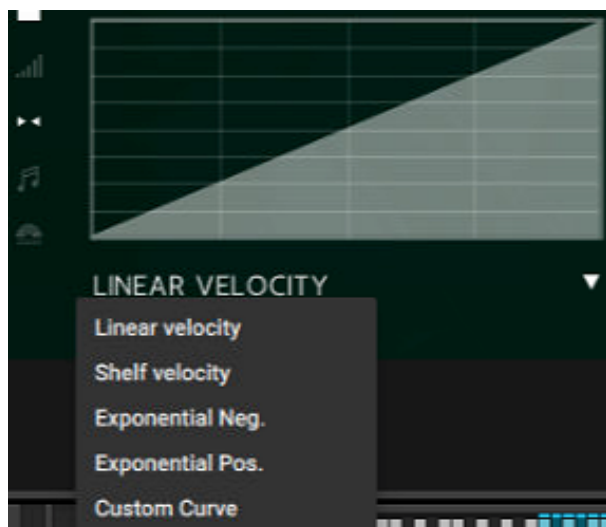 LINEAR VELOCITY
Linear velocity
Shelf velocity
Exponential Neg.
Exponential Pos.
Custom Curve